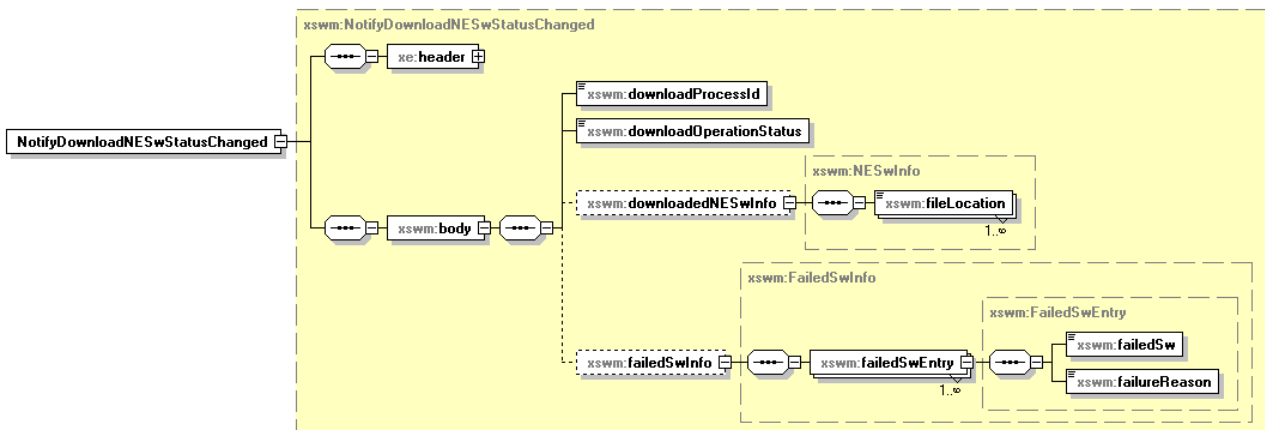 xswm:NotifyDownloadNESwStatusChanged
xe:header
xswm:downloadProcessId
xswm:downloadOperationStatus
NotifyDownloadNESwStatusChanged
xswm:NESwInfo
xswm:downloadedNESwInfo
xswm:fileLocation
xswm:body
1..∞
xswm:FailedSwInfo
xswm:FailedSwEntry
xswm:failedSw
xswm:failedSwInfo
xswm:failedSwEntry
xswm:failureReason
1..∞